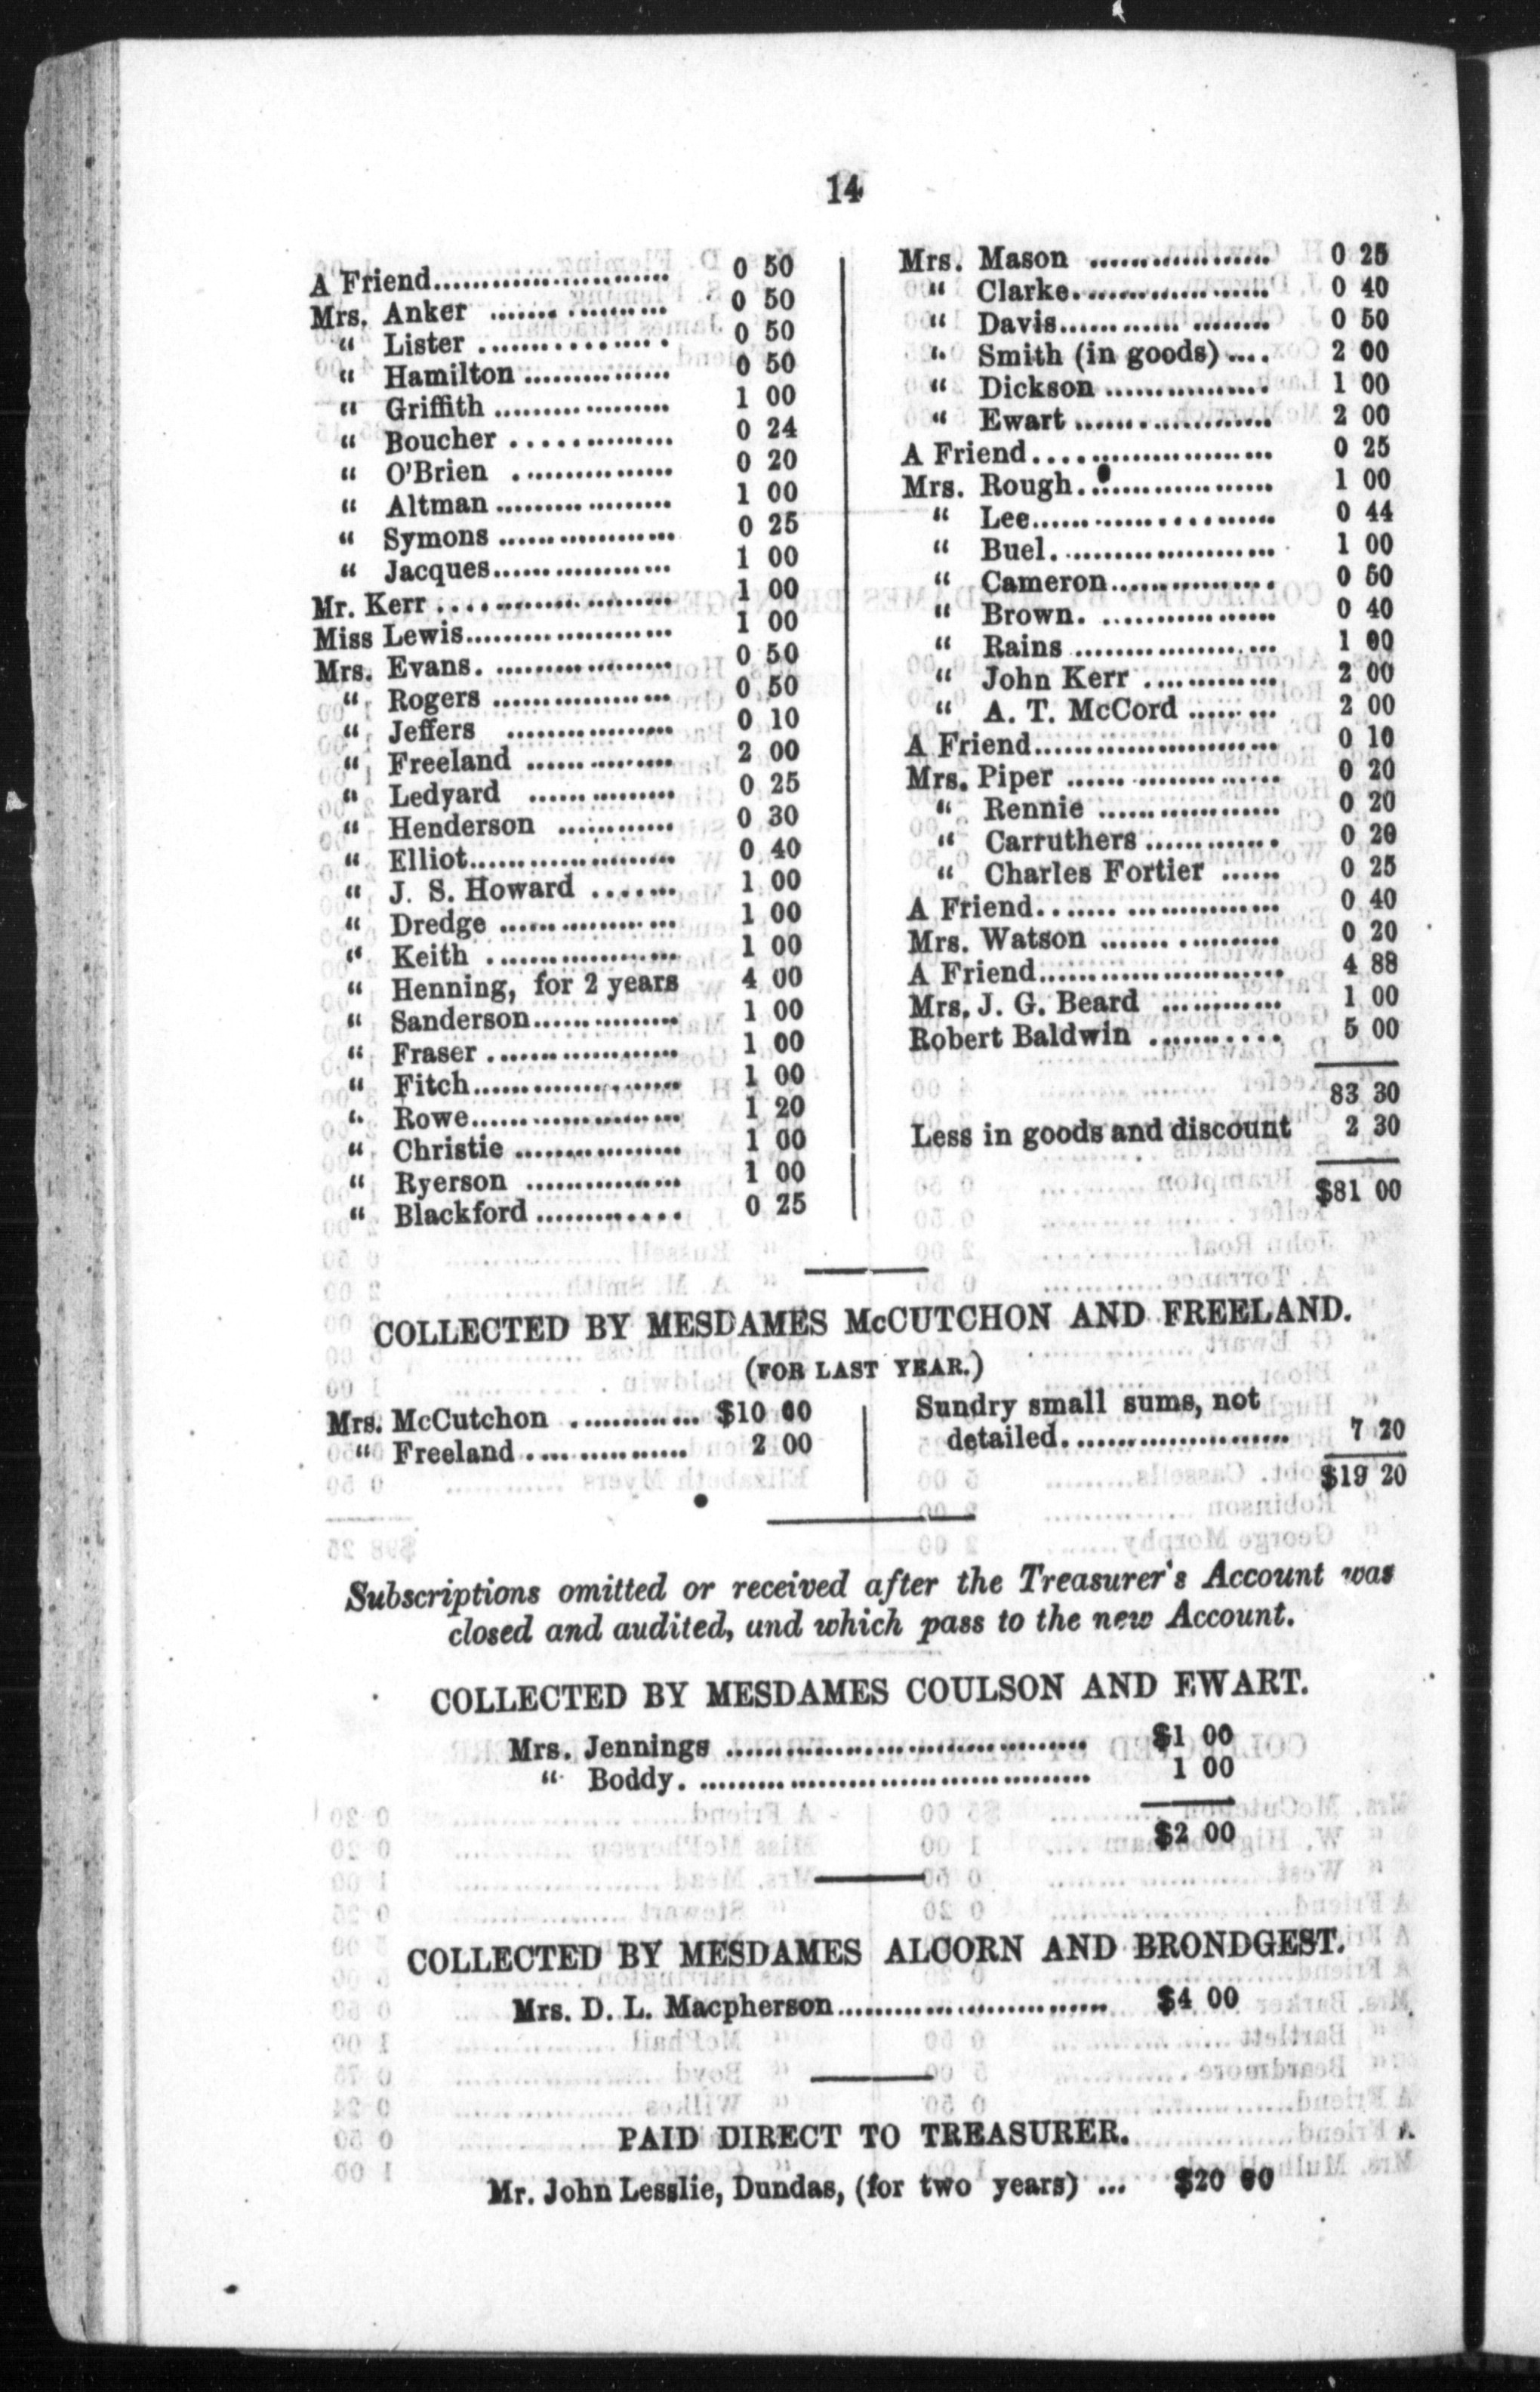 14
A Friend........................ 0 50
Mrs. Anker .................. 0 50
“ Lister .................. 0 50
“ Hamilton ............... 0 50
“ Griffith .................. 1 00
“ Boucher ............... 0 24
“ O'Brien ............... 0 20
“ Altman .................. 1 00
“ Symons .................. 0 25
“ Jacques.................. 1 00
Mr. Kerr ........................ 1 00
Miss Lewis..................... 1 00
Mrs. Evans. .................. 0 50
“ Rogers .................. 0 50
“ Jeffers .................. 0 10
“ Freeland ............... 2 00
“ Ledyard ............... 0 25
“ Henderson ............ 0 30
“ Elliot..................... 0 40
“ J. S. Howard ....... 1 00
“ Dredge .................. 1 00
“ Keith .................. 1 00
“ Henning, for 2 years 4 00
“ Sanderson............... 1 00
“ Fraser .................. 1 00
“ Fitch..................... 1 00
“ Rowe..................... 1 20
“ Christie .................. 1 00
“ Ryerson ............... 1 00
“ Blackford ............. 0 25
Mrs. Mason .................. 0 25
“ Clarke.................. 0 40
“ Davis..................... 0 50
“ Smith (in goods) .... 2 00
“ Dickson ............... 1 00
“ Ewart .................. 2 00
A Friend........................ 0 25
Mrs. Rough..................... 1 00
“ Lee........................ 0 44
“ Buel..................... 1 00
“ Cameron............... 0 50
“ Brown. ............... 0 40
“ Rains .................. 1 00
“ John Kerr ............. 2 00
“ A. T. McCord ......... 2 00
A Friend........................ 0 10
Mrs. Piper ..................... 0 20
“ Rennie .................. 0 20
“ Carruthers............. 0 20
“ Charles Fortier ...... 0 25
A Friend........................ 0 40
Mrs. Watson .................. 0 20
A Friend........................ 4 88
Mrs. J. G. Beard ............ 1 00
Robert Baldwin ........... 5 00
83 30
Less in goods and discount 2 30
$81 00
COLLECTED BY MESDAMES McCUTCHON AND FREELAND.
(FOR LAST YEAR.)
Mrs. McCutchon ............ $10 00
“ Freeland ............... 2 00
Sundry small sums, not
detailed...................... 7 20
$19 20
Subscriptions omitted or received after the Treasurer's Account was
closed and audited, und which pass to the new Account.
COLLECTED BY MESDAMES COULSON AND EWART.
Mrs. Jennings .................................... $1 00
“ Boddy. ....................................... 1 00
$2 00
COLLECTED BY MESDAMES ALCORN AND BRONDGEST.
Mrs. D. L. Macpherson........................... $4 00
PAID DIRECT TO TREASURER.
Mr. John Lesslie, Dundas, (for two years) ... $20 00